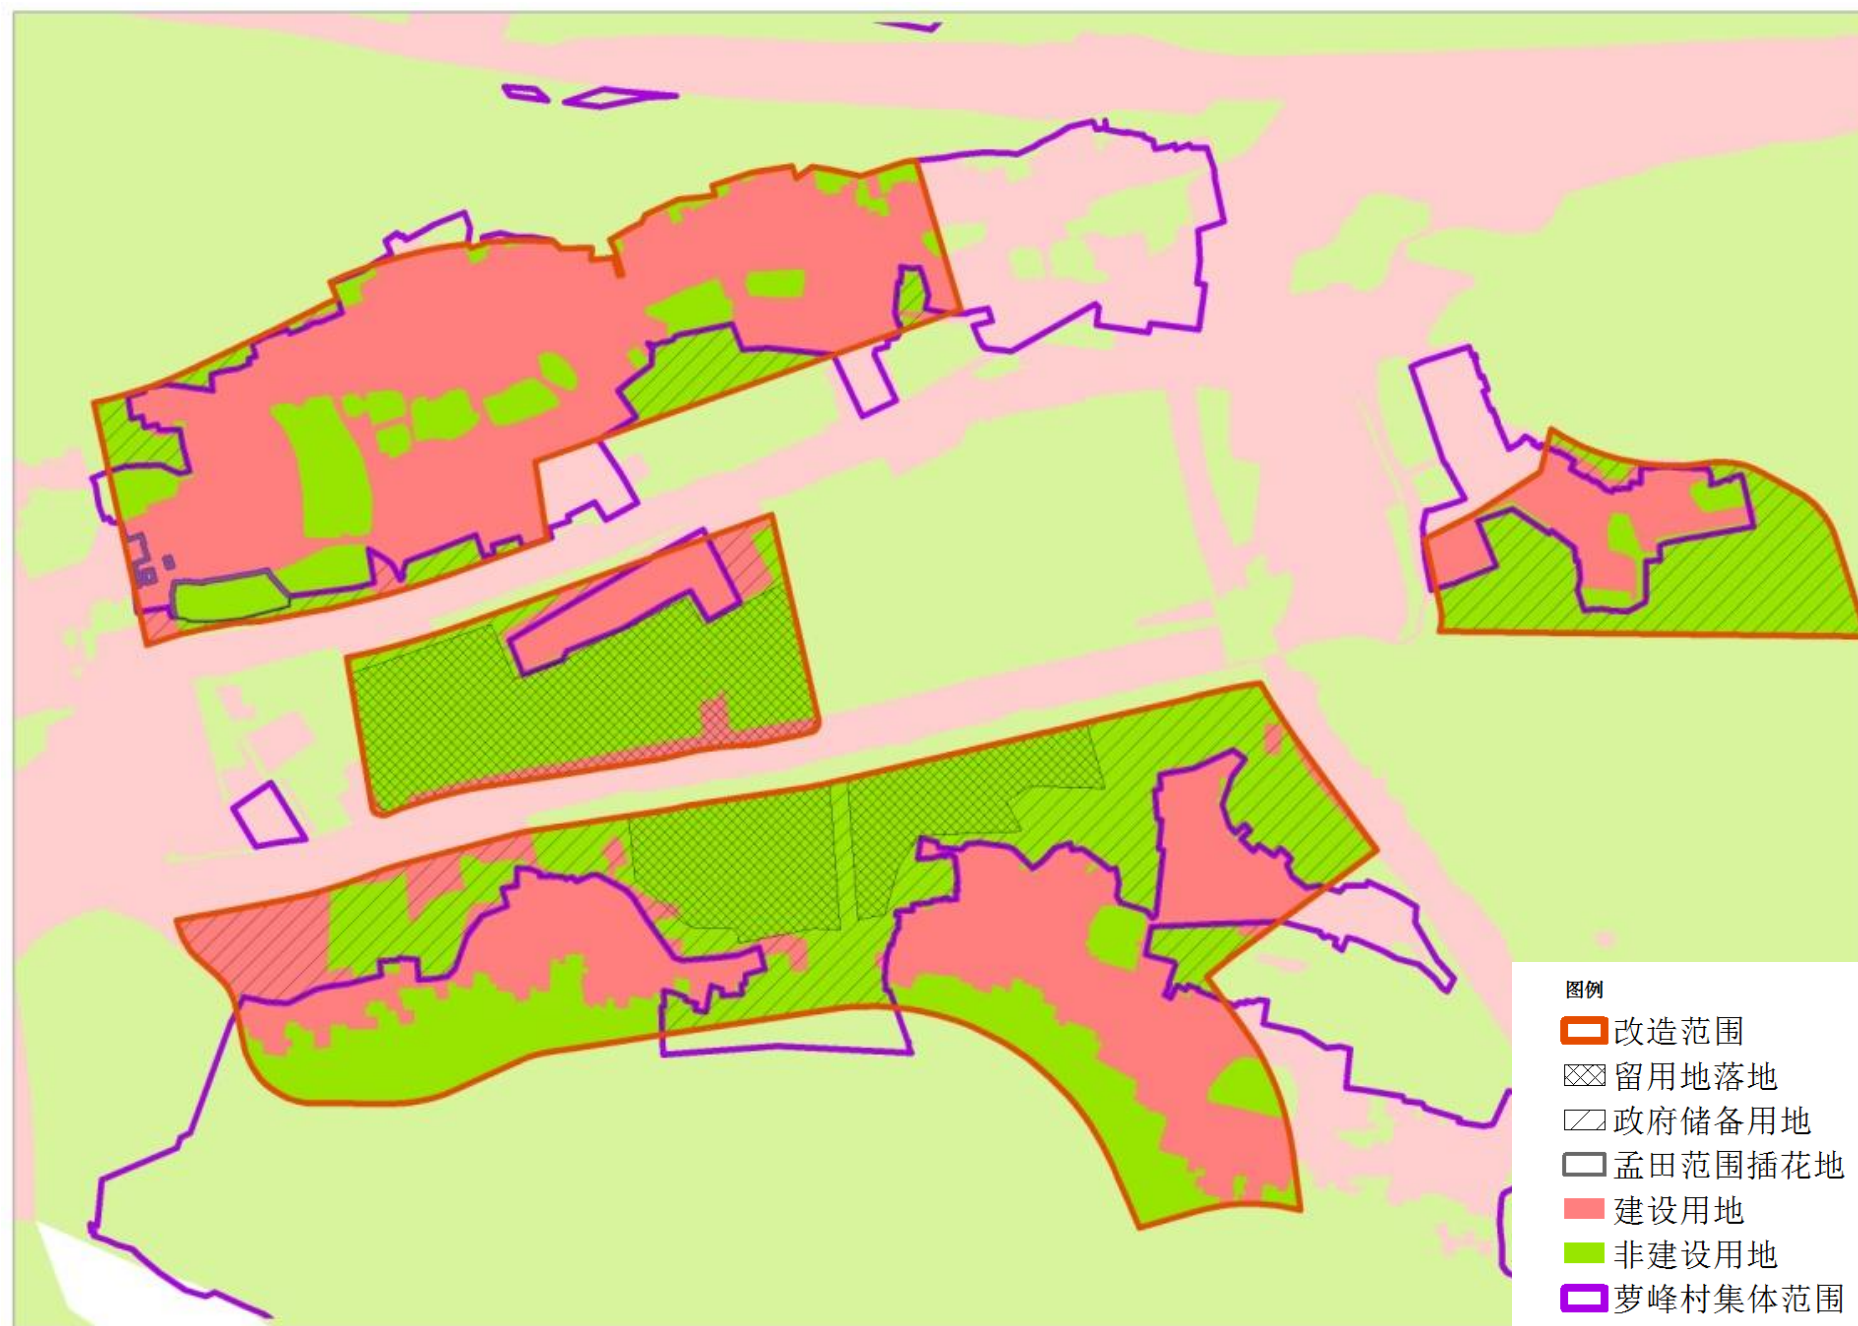 图例
改造范围
留用地落地
政府储备用地
孟田范围插花地
建设用地
非建设用地
萝峰村集体范围